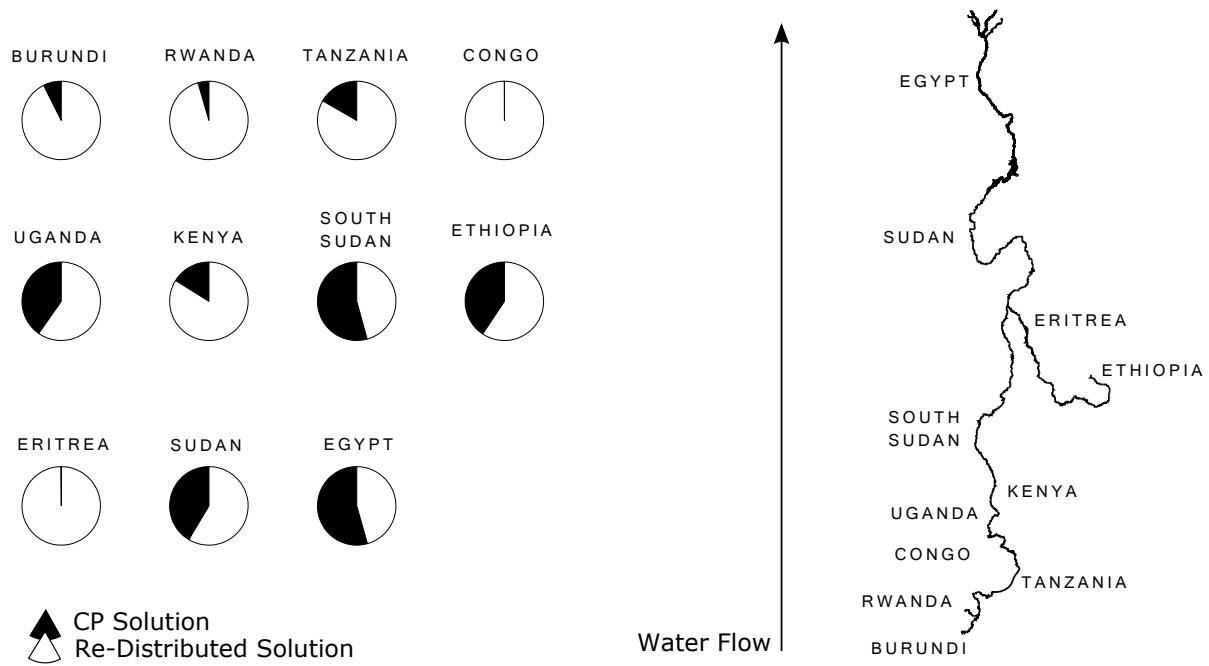 BURUNDI
RWANDA
TANZANIA
CONGO
UGANDA
KENYA
SOUTH
SUDAN
ETHIOPIA
ERITREA
SUDAN
EGYPT
CP Solution
Re-Distributed Solution
Water Flow
EGYPT
SUDAN
ERITREA
ETHIOPIA
SOUTH
SUDAN
KENYA
UGANDA
CONGO
TANZANIA
RWANDA
BURUNDI